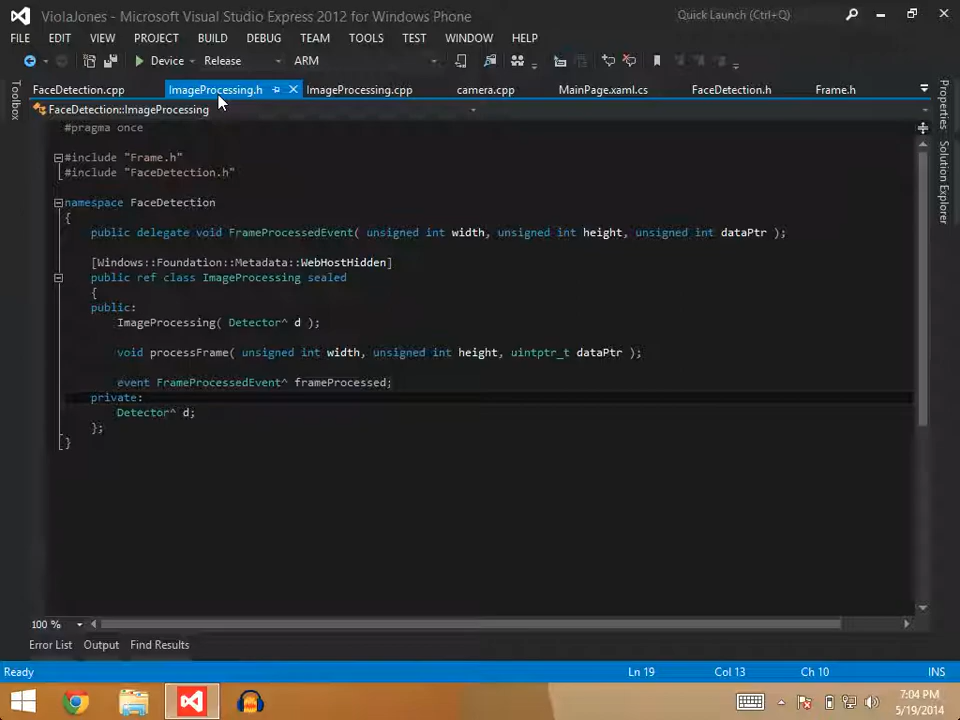 ViolaJones - Microsoft Visual Studio Express 2012 for Windows Phone
Quick Launch (Ctrl+Q)
FILE EDIT VIEW PROJECT BUILD DEBUG TEAM TOOLS TEST WINDOW HELP
Device Release ARM
Toolbox
FaceDetection.cpp ImageProcessing.h ImageProcessing.cpp camera.cpp MainPage.xaml.cs FaceDetection.h Frame.h
FaceDetection::ImageProcessing
#pragma once
#include "Frame.h"
#include "FaceDetection.h"
namespace FaceDetection
{
public delegate void FrameProcessedEvent( unsigned int width, unsigned int height, unsigned int dataPtr );
[Windows::Foundation::Metadata::WebHostHidden]
public ref class ImageProcessing sealed
{
public:
ImageProcessing( Detector^ d );
void processFrame( unsigned int width, unsigned int height, uintptr_t dataPtr );
event FrameProcessedEvent^ frameProcessed;
private:
Detector^ d;
};
}
Properties
Solution Explorer
100 %
Error List Output Find Results
Ready Ln 19 Col 13 Ch 10 INS
7:04 PM
5/19/2014